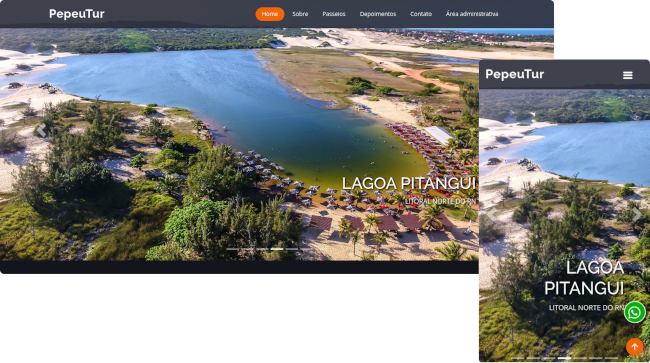 PepeuTur
Home Sobre Passeios Depoimentos Contato Área administrativa
LAGOA PITANGUI
LITORAL NORTE DO RN
PepeuTur
LAGOA
PITANGUI
LITORAL NORTE DO RN